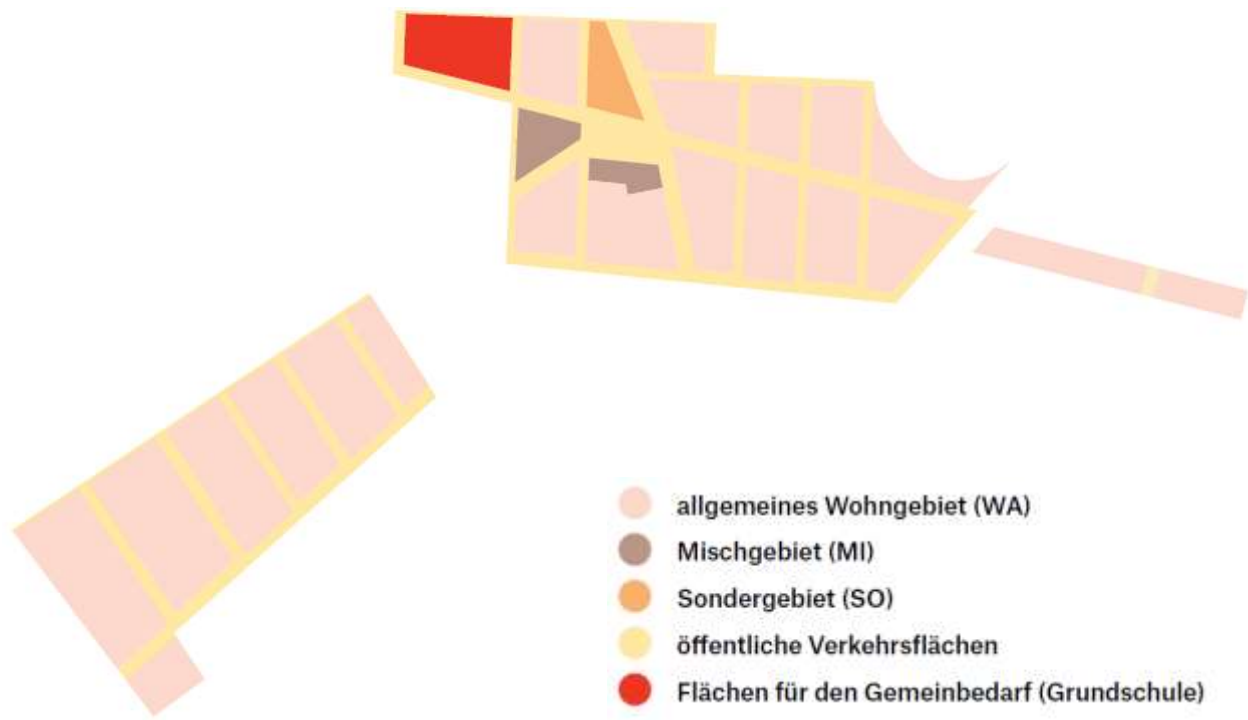 allgemeines Wohngebiet (WA)
Mischgebiet (MI)
Sondergebiet (SO)
öffentliche Verkehrsflächen
Flächen für den Gemeinbedarf (Grundschule)